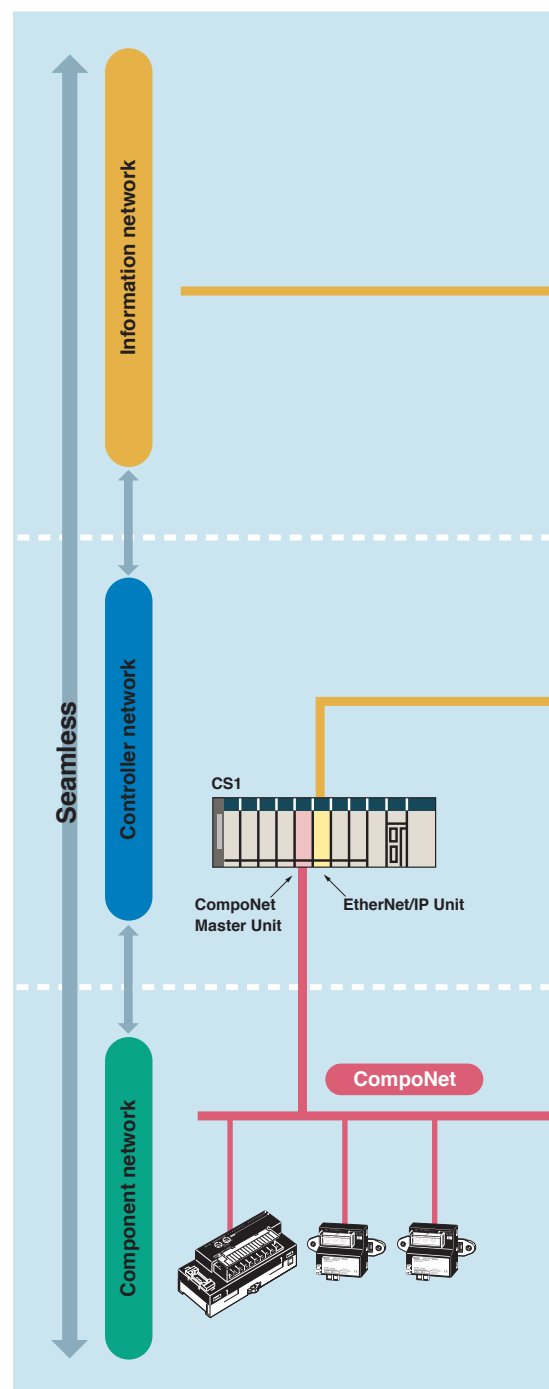 Information network
Seamless
Controller network
CS1
CompoNet
Master Unit
EtherNet/IP Unit
CompoNet
Component network